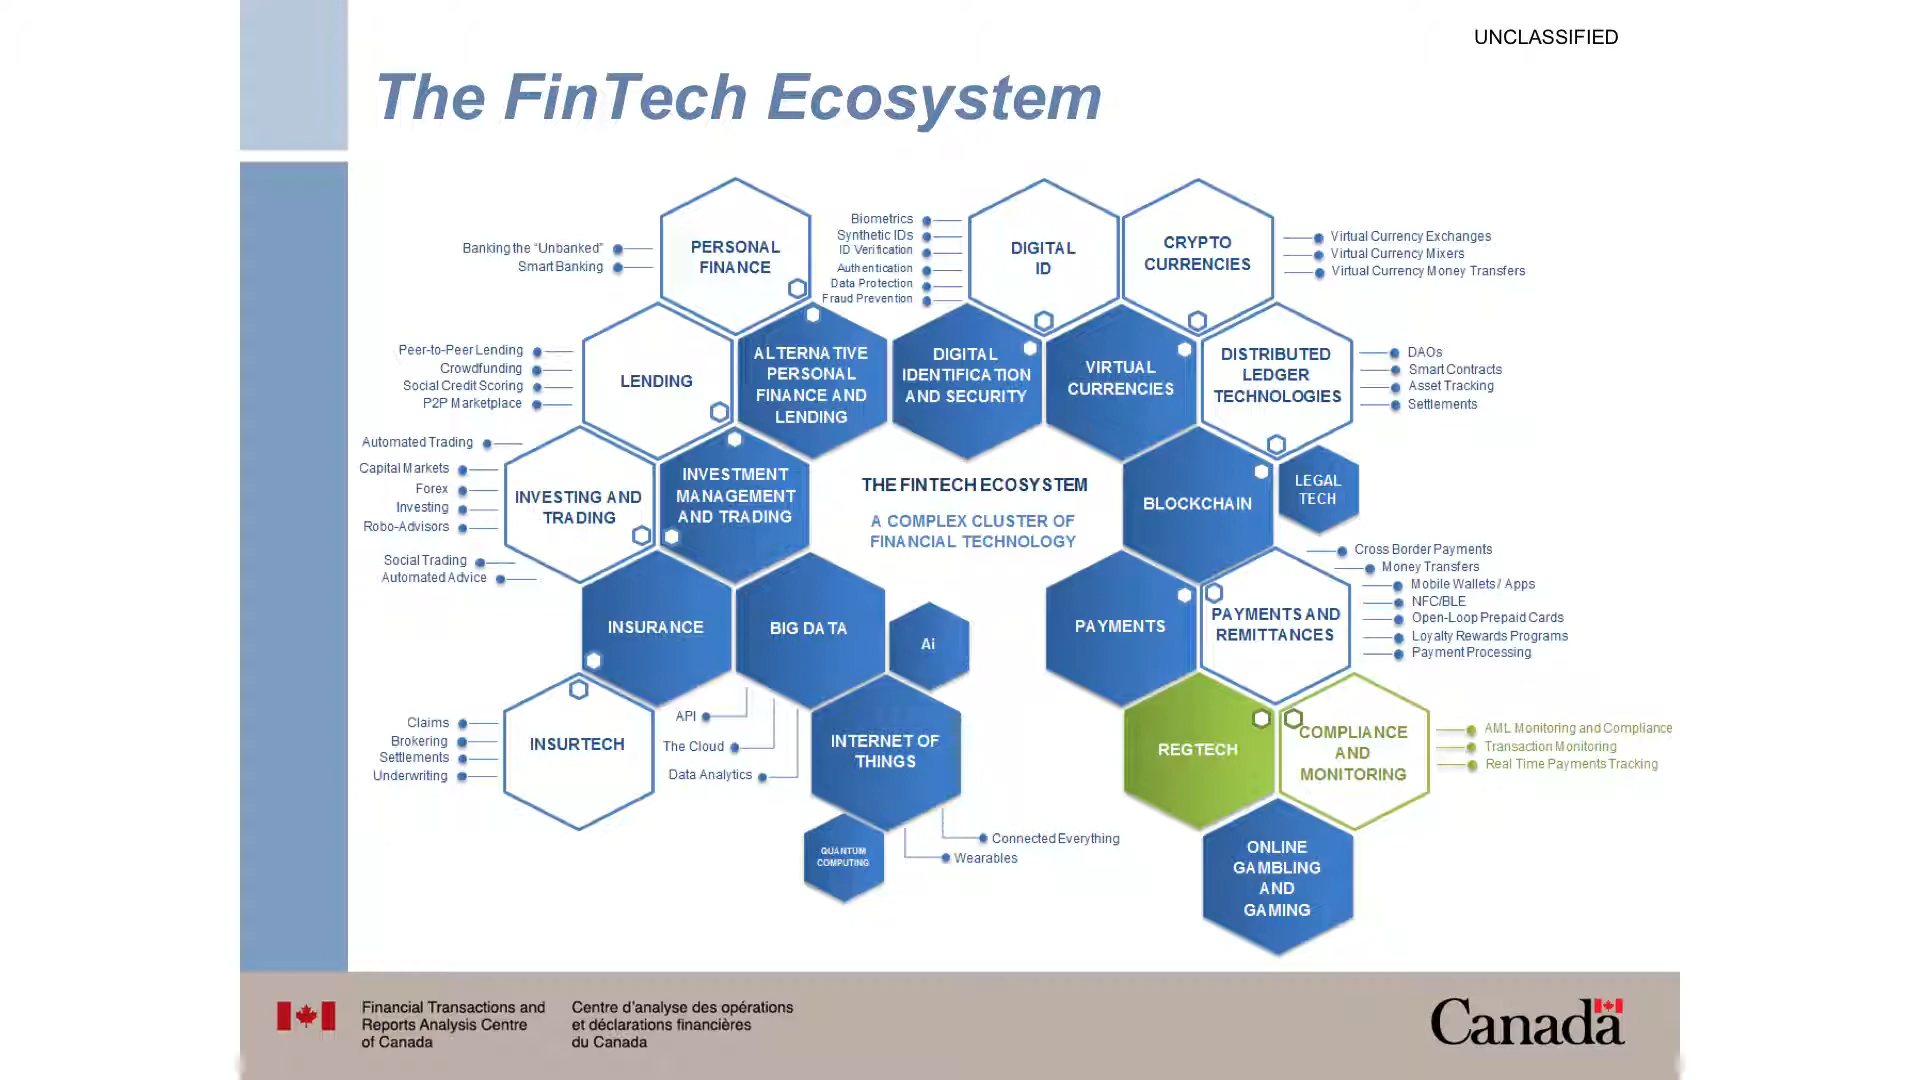 UNCLASSIFIED
The FinTech Ecosystem
Banking the “Unbanked”
Smart Banking
PERSONAL
FINANCE
Biometrics
Synthetic IDs
ID Verification
Authentication
Data Protection
Fraud Prevention
DIGITAL
ID
CRYPTO
CURRENCIES
Virtual Currency Exchanges
Virtual Currency Mixers
Virtual Currency Money Transfers
Peer-to-Peer Lending
Crowdfunding
Social Credit Scoring
P2P Marketplace
LENDING
ALTERNATIVE
PERSONAL
FINANCE AND
LENDING
DIGITAL
IDENTIFICATION
AND SECURITY
VIRTUAL
CURRENCIES
DISTRIBUTED
LEDGER
TECHNOLOGIES
DAOs
Smart Contracts
Asset Tracking
Settlements
Automated Trading
Capital Markets
Forex
Investing
Robo-Advisors
Social Trading
Automated Advice
INVESTING AND
TRADING
INVESTMENT
MANAGEMENT
AND TRADING
THE FINTECH ECOSYSTEM
A COMPLEX CLUSTER OF
FINANCIAL TECHNOLOGY
BLOCKCHAIN
LEGAL
TECH
Cross Border Payments
Money Transfers
Mobile Wallets / Apps
NFC/BLE
Open-Loop Prepaid Cards
Loyalty Rewards Programs
Payment Processing
INSURANCE
BIG DATA
Ai
PAYMENTS
PAYMENTS AND
REMITTANCES
Claims
Brokering
Settlements
Underwriting
INSURTECH
API
The Cloud
Data Analytics
INTERNET OF
THINGS
REGTECH
COMPLIANCE
AND
MONITORING
AML Monitoring and Compliance
Transaction Monitoring
Real Time Payments Tracking
QUANTUM
COMPUTING
Connected Everything
Wearables
ONLINE
GAMBLING
AND
GAMING
Financial Transactions and
Reports Analysis Centre
of Canada
Centre d'analyse des opérations
et déclarations financières
du Canada
Canada